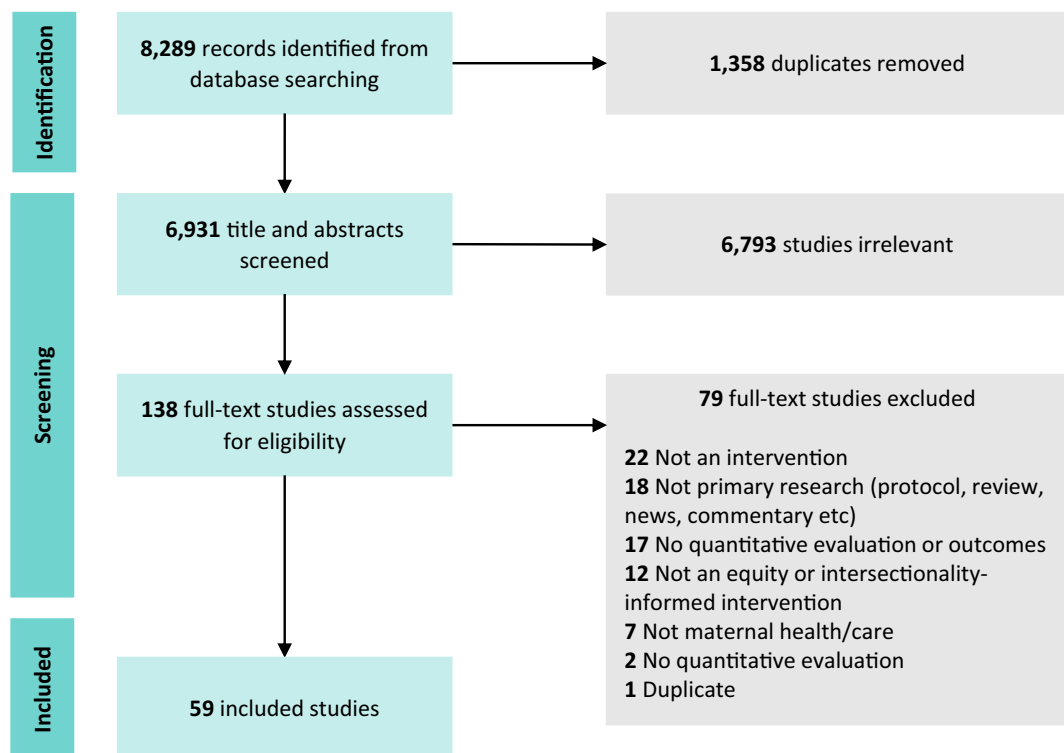 Identification
8,289 records identified from
database searching
1,358 duplicates removed
Screening
6,931 title and abstracts
screened
6,793 studies irrelevant
138 full-text studies assessed
for eligibility
79 full-text studies excluded
22 Not an intervention
18 Not primary research (protocol, review,
news, commentary etc)
17 No quantitative evaluation or outcomes
12 Not an equity or intersectionality-
informed intervention
7 Not maternal health/care
2 No quantitative evaluation
1 Duplicate
Included
59 included studies